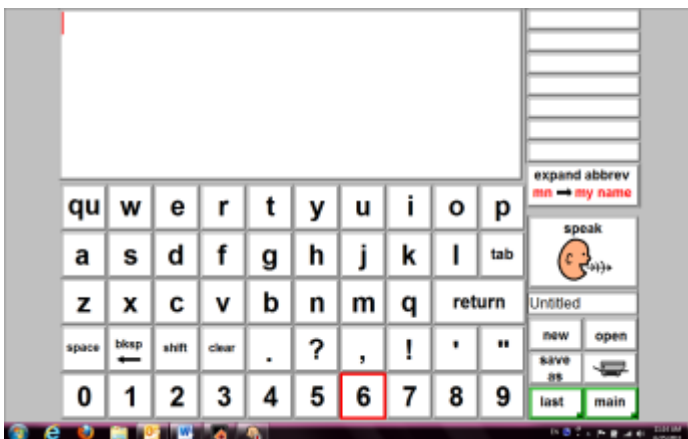 expand abbrev
mn → my name
qu w e r t y u i o p
speak
a s d f g h j k l tab
z x c v b n m q return
Untitled
space bksp shift clear . ? , ! ' "
new open
save as
0 1 2 3 4 5 6 7 8 9
last main